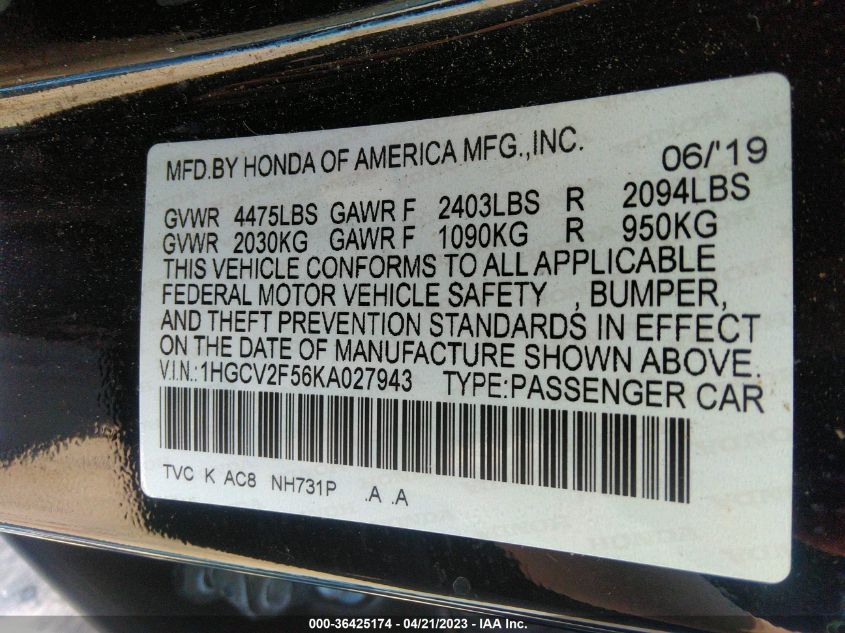 MFD.BY HONDA OF AMERICA MFG.,INC. 06/'19
GVWR 4475LBS GAWR F 2403LBS R 2094LBS
GVWR 2030KG GAWR F 1090KG R 950KG
THIS VEHICLE CONFORMS TO ALL APPLICABLE
FEDERAL MOTOR VEHICLE SAFETY , BUMPER,
AND THEFT PREVENTION STANDARDS IN EFFECT
ON THE DATE OF MANUFACTURE SHOWN ABOVE.
V.I.N.:1HGCV2F56KA027943 TYPE:PASSENGER CAR
TVC K AC8 NH731P .A .A
000-36425174 - 04/21/2023 - IAA Inc.